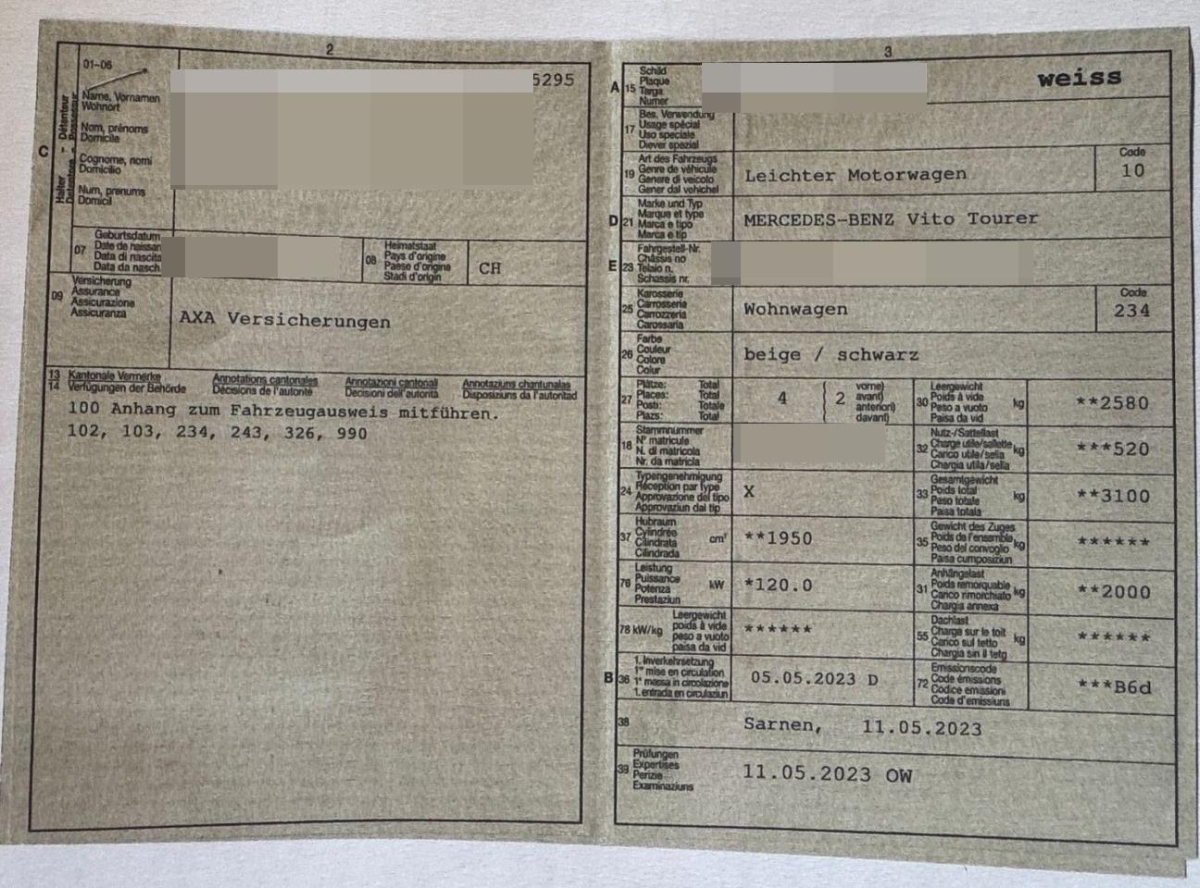 2
01-06
5295
C
Halter - Détenteur
Name, Vornamen
Wohnort
Nom, prénoms
Domicile
Cognome, nomi
Domicilio
Num, prenums
Domicil
07
Geburtsdatum
Date de naissan
Data di nascita
Data da nasch
08
Heimatstaat
Pays d'origine
Paese d'origine
Stadi d'origin
CH
09
Versicherung
Assurance
Assicurazione
Assicuranza
AXA Versicherungen
13 Kantonale Vermerke Annotations cantonales Annotazioni cantonali Annotaziuns chantunalas
14 Verfügungen der Behörde Décisions de l'autorité Decisioni dell'autorità Disposiziuns da l'autoritad
100 Anhang zum Fahrzeugausweis mitführen.
102, 103, 234, 243, 326, 990
3
A 15
Schild
Plaque
Targa
Numer
weiss
17
Bes. Verwendung
Usage spécial
Uso speciale
Diever spezial
19
Art des Fahrzeugs
Genre de véhicule
Genere di veicolo
Gener dal vehichel
Leichter Motorwagen
Code
10
D 21
Marke und Typ
Marque et type
Marca e tipo
Marca e tip
MERCEDES-BENZ Vito Tourer
E 23
Fahrgestell-Nr.
Châssis no
Telaio n.
Schassis nr.
25
Karosserie
Carrosserie
Carrozzeria
Carossaria
Wohnwagen
Code
234
26
Farbe
Couleur
Colore
Colur
beige / schwarz
27
Plätze: Total
Places: Total
Posti: Totale
Plazs: Total
4
2
vorne)
avant)
anteriori)
davant)
30
Leergewicht
Poids à vide
Peso a vuoto
Paisa da vid
kg
**2580
18
Stammnummer
N° matricule
N. di matricola
Nr. da matricla
32
Nutz-/Sattellast
Charge utile/sellette
Carico utile/sella
Chargia utila/sella
kg
***520
24
Typengenehmigung
Réception par type
Approvazione del tipo
Approvaziun dal tip
X
33
Gesamtgewicht
Poids total
Peso totale
Paisa totala
kg
**3100
37
Hubraum
Cylindrée
Cilindrata
Cilindrada
cm³
**1950
35
Gewicht des Zuges
Poids de l'ensemble
Peso del convoglio
Paisa cumposiziun
kg
******
76
Leistung
Puissance
Potenza
Prestaziun
kW
*120.0
31
Anhängelast
Poids remorquable
Carico rimorchiato
Chargia annexa
kg
**2000
78 kW/kg
Leergewicht
poids à vide
peso a vuoto
paisa da vid
******
55
Dachlast
Charge sur le toit
Carico sul tetto
Chargia sin il tetg
kg
******
B 36
1. Inverkehrsetzung
1re mise en circulation
1a messa in circolazione
1. entrada en circulaziun
05.05.2023 D
72
Emissionscode
Code émissions
Codice emissioni
Code d'emissiuns
***B6d
38
Sarnen, 11.05.2023
39
Prüfungen
Expertises
Perizie
Examinaziuns
11.05.2023 OW